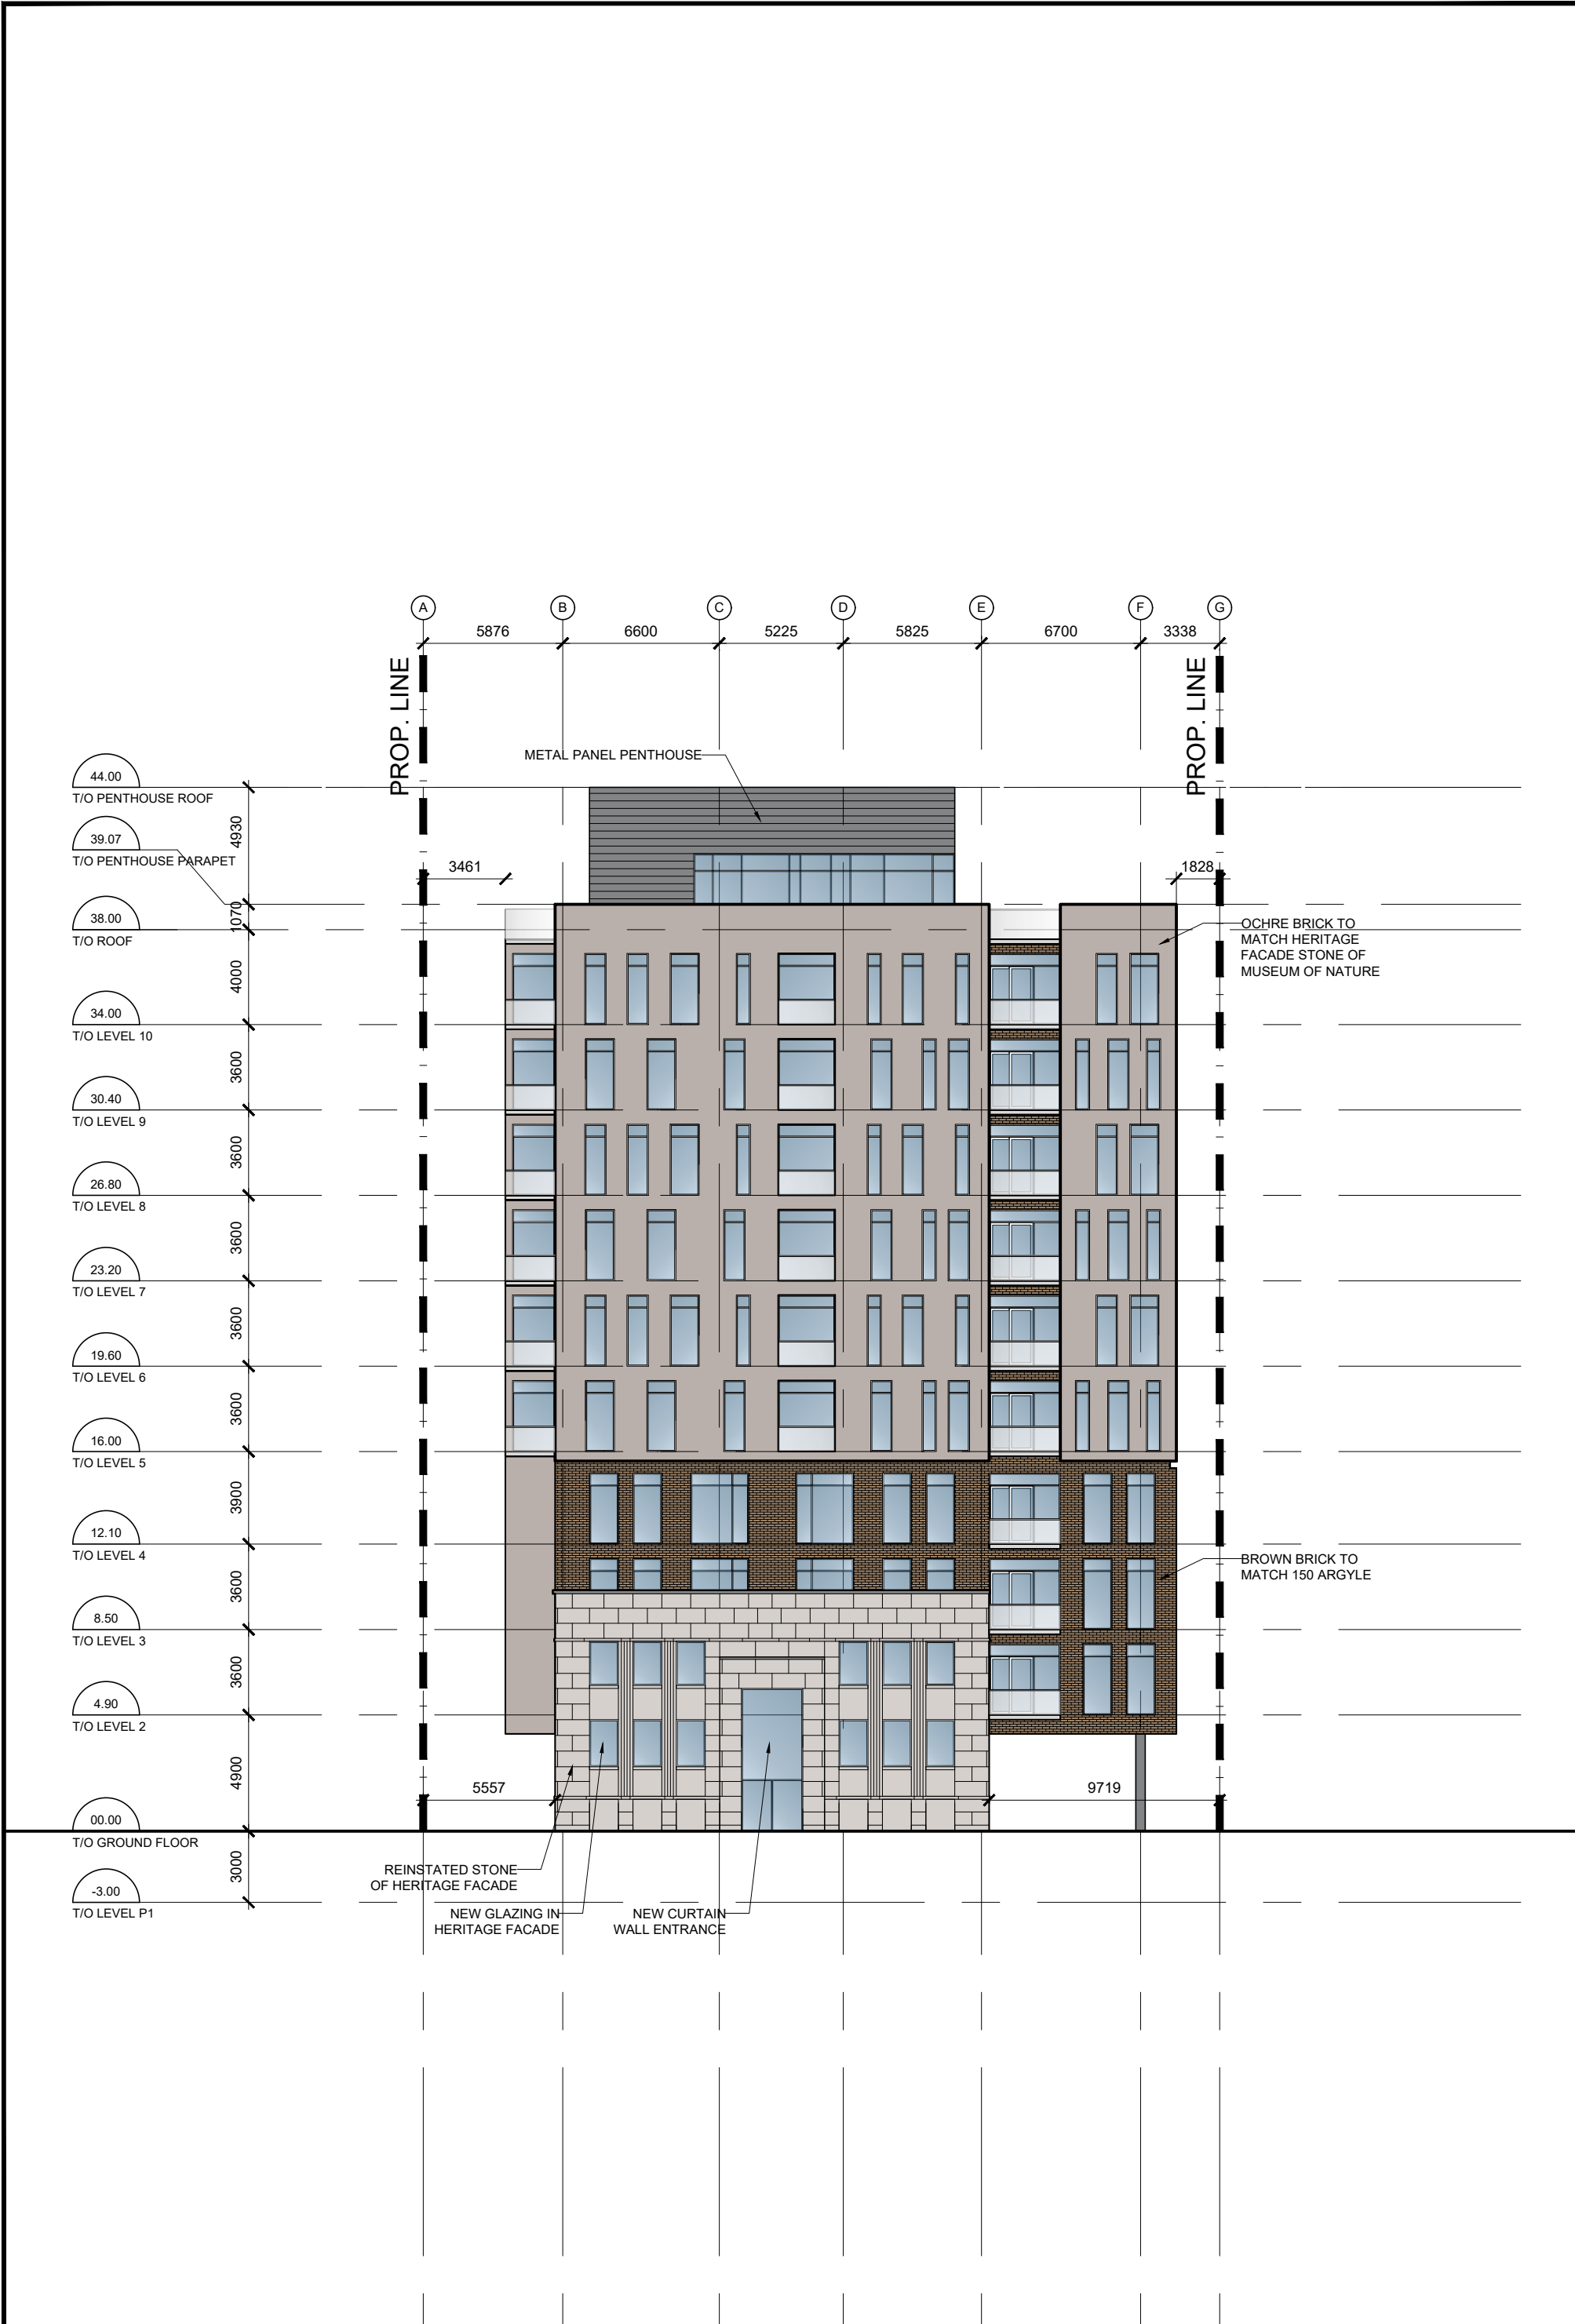 A B C D E F G
5876 6600 5225 5825 6700 3338
PROP. LINE
PROP. LINE
METAL PANEL PENTHOUSE
44.00
T/O PENTHOUSE ROOF
4930
39.07
T/O PENTHOUSE PARAPET
3461
1828
1070
38.00
T/O ROOF
OCHRE BRICK TO
MATCH HERITAGE
FACADE STONE OF
MUSEUM OF NATURE
4000
34.00
T/O LEVEL 10
3600
30.40
T/O LEVEL 9
3600
26.80
T/O LEVEL 8
3600
23.20
T/O LEVEL 7
3600
19.60
T/O LEVEL 6
3600
16.00
T/O LEVEL 5
3900
12.10
T/O LEVEL 4
BROWN BRICK TO
MATCH 150 ARGYLE
3600
8.50
T/O LEVEL 3
3600
4.90
T/O LEVEL 2
4900
5557
9719
00.00
T/O GROUND FLOOR
3000
-3.00
T/O LEVEL P1
REINSTATED STONE
OF HERITAGE FACADE
NEW GLAZING IN
HERITAGE FACADE
NEW CURTAIN
WALL ENTRANCE